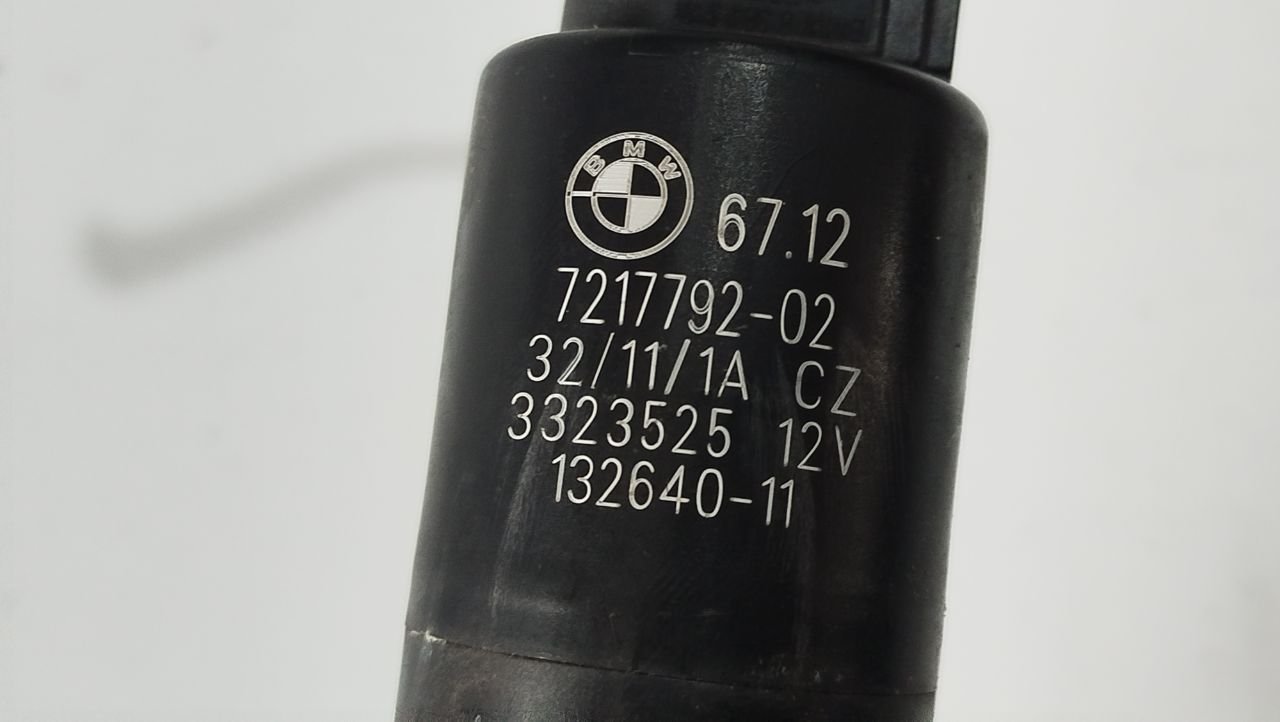 BMW
67.12
7217792-02
32/11/1A CZ
3323525 12V
132640-11